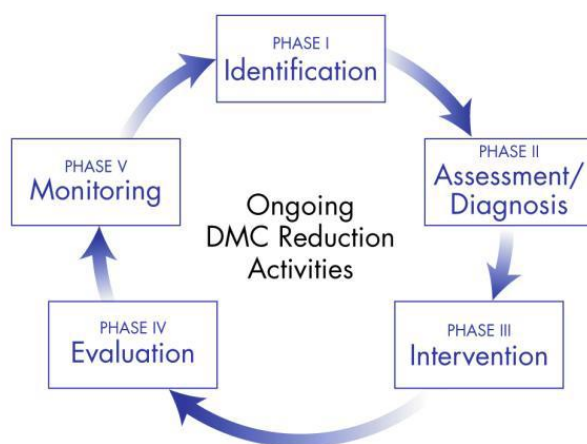 PHASE I
Identification
PHASE II
Assessment/
Diagnosis
PHASE III
Intervention
PHASE IV
Evaluation
PHASE V
Monitoring
Ongoing
DMC Reduction
Activities